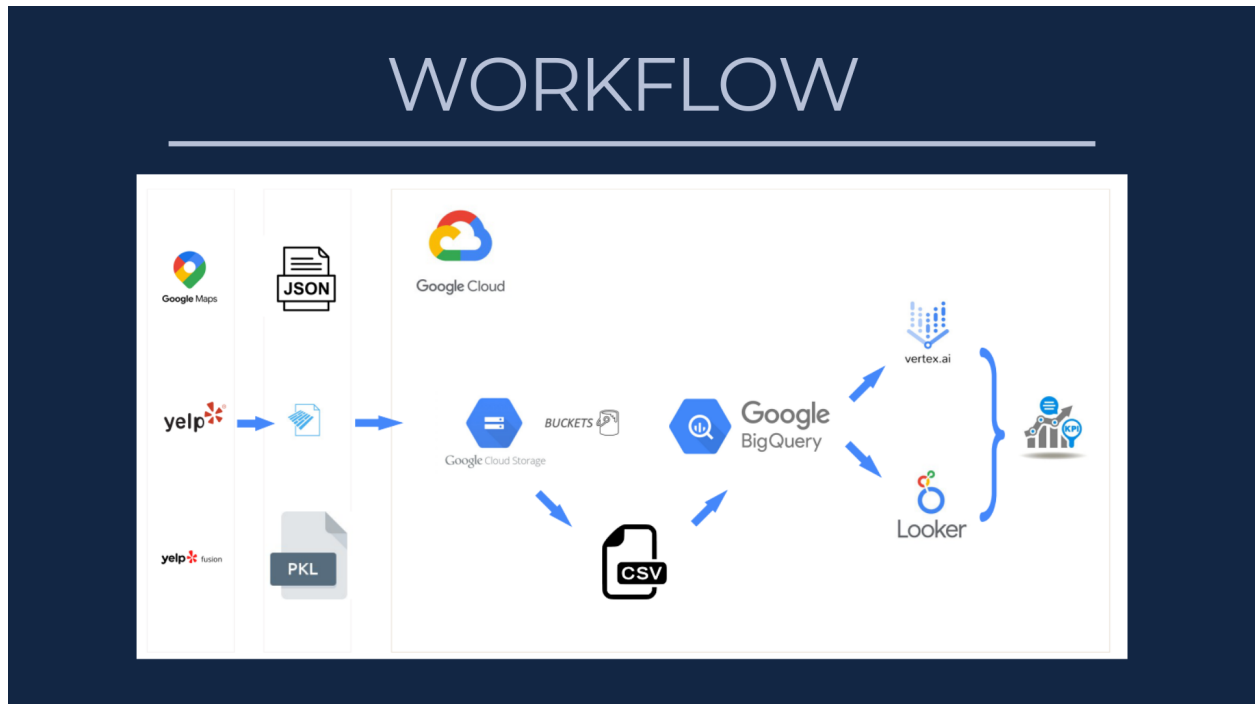 WORKFLOW
Google Maps
JSON
Google Cloud
yelp
Google Cloud Storage
BUCKETS
Google
BigQuery
vertex.ai
KPI
Looker
yelp fusion
PKL
CSV